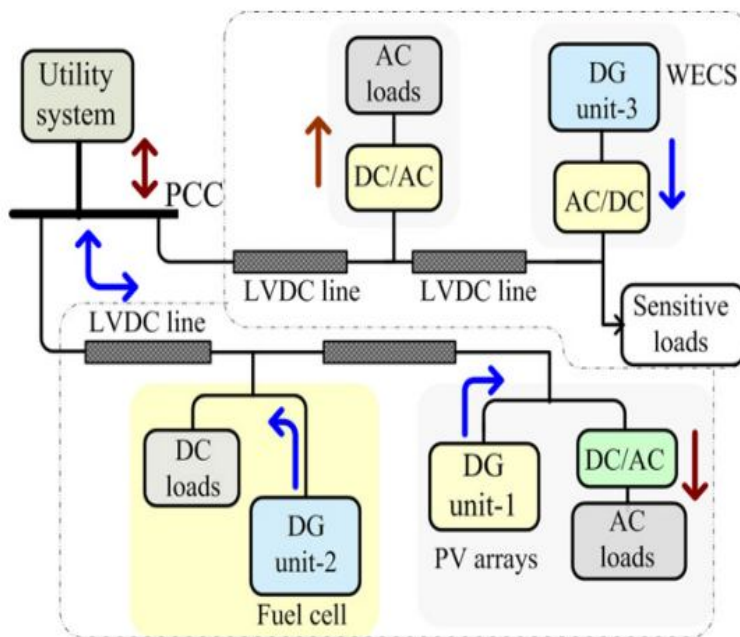 Utility
system
AC
loads
DG
unit-3
WECS
DC/AC
AC/DC
PCC
LVDC line
LVDC line
LVDC line
Sensitive
loads
DC
loads
DG
unit-2
Fuel cell
DG
unit-1
PV arrays
DC/AC
AC
loads